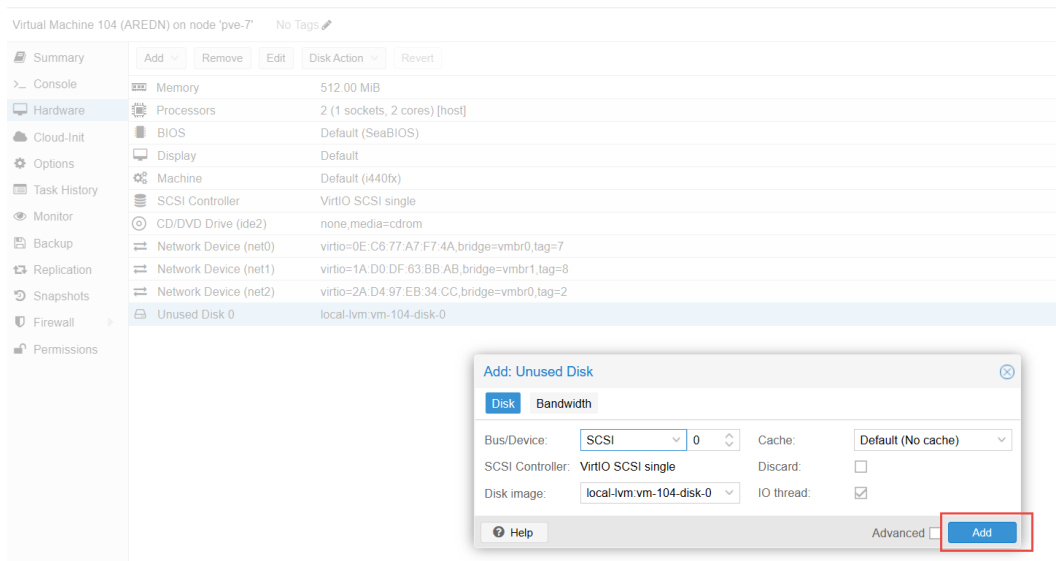 Virtual Machine 104 (AREDN) on node 'pve-7' No Tags
Summary
Console
Hardware
Cloud-Init
Options
Task History
Monitor
Backup
Replication
Snapshots
Firewall
Permissions
Add Remove Edit Disk Action Revert
Memory 512.00 MiB
Processors 2 (1 sockets, 2 cores) [host]
BIOS Default (SeaBIOS)
Display Default
Machine Default (i440fx)
SCSI Controller VirtIO SCSI single
CD/DVD Drive (ide2) none,media=cdrom
Network Device (net0) virtio=0E:C6:77:A7:F7:4A,bridge=vmbr0,tag=7
Network Device (net1) virtio=1A:D0:DF:63:BB:AB,bridge=vmbr1,tag=8
Network Device (net2) virtio=2A:D4:97:EB:34:CC,bridge=vmbr0,tag=2
Unused Disk 0 local-lvm:vm-104-disk-0
Add: Unused Disk
Disk Bandwidth
Bus/Device: SCSI 0 Cache: Default (No cache)
SCSI Controller: VirtIO SCSI single Discard:
Disk image: local-lvm:vm-104-disk-0 IO thread:
Help Advanced Add